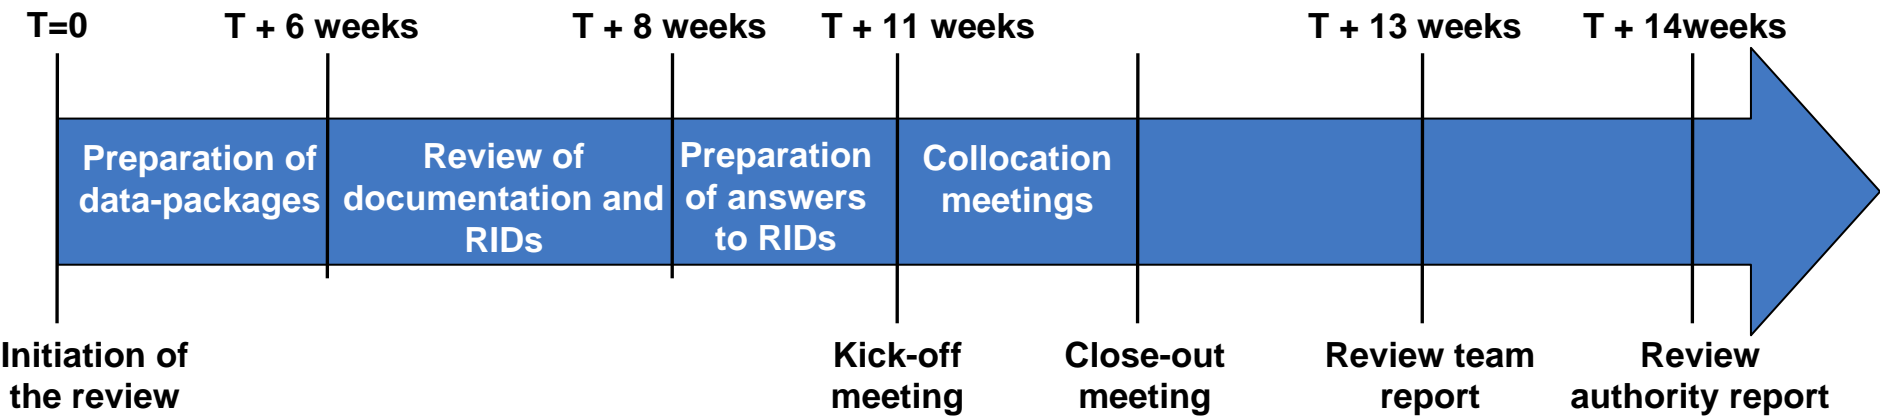 T=0
T + 6 weeks
T + 8 weeks
T + 11 weeks
T + 13 weeks
T + 14weeks
Preparation of
data-packages
Review of
documentation and
RIDs
Preparation
of answers
to RIDs
Collocation
meetings
Initiation of
the review
Kick-off
meeting
Close-out
meeting
Review team
report
Review
authority report